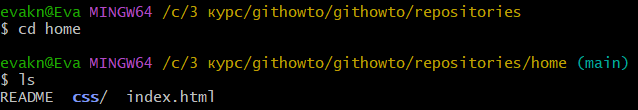 evakn@Eva MINGW64 /c/3 курс/githowto/githowto/repositories
$ cd home
evakn@Eva MINGW64 /c/3 курс/githowto/githowto/repositories/home (main)
$ ls
README  css/  index.html